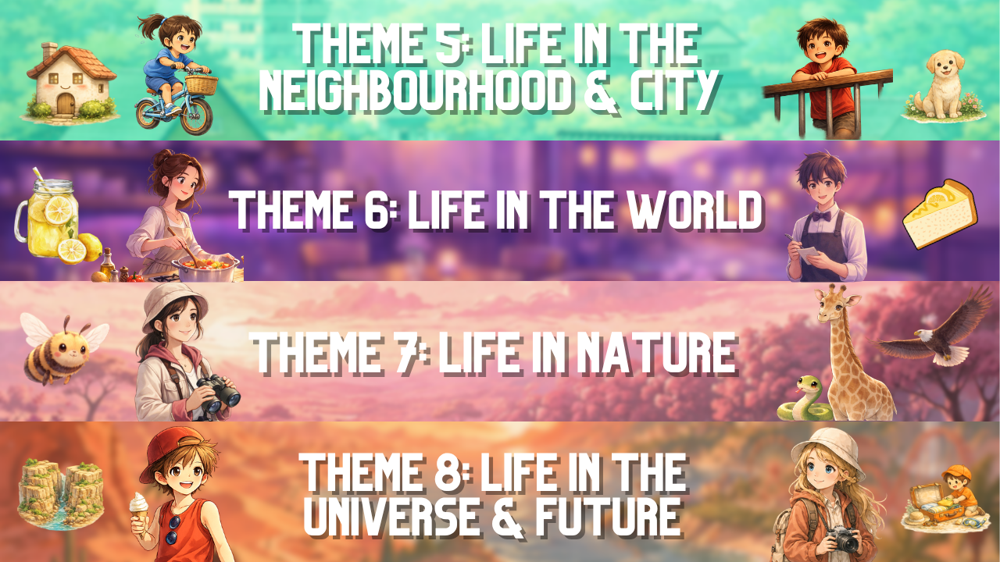 THEME 5: LIFE IN THE
NEIGHBOURHOOD & CITY
THEME 6: LIFE IN THE WORLD
THEME 7: LIFE IN NATURE
THEME 8: LIFE IN THE
UNIVERSE & FUTURE